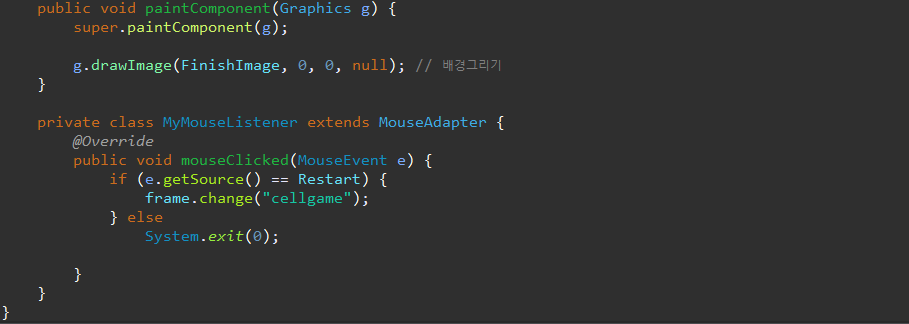 public void paintComponent(Graphics g) {
super.paintComponent(g);
g.drawImage(FinishImage, 0, 0, null); // 배경그리기
}
private class MyMouseListener extends MouseAdapter {
@Override
public void mouseClicked(MouseEvent e) {
if (e.getSource() == Restart) {
frame.change("cellgame");
} else
System.exit(0);
}
}
}